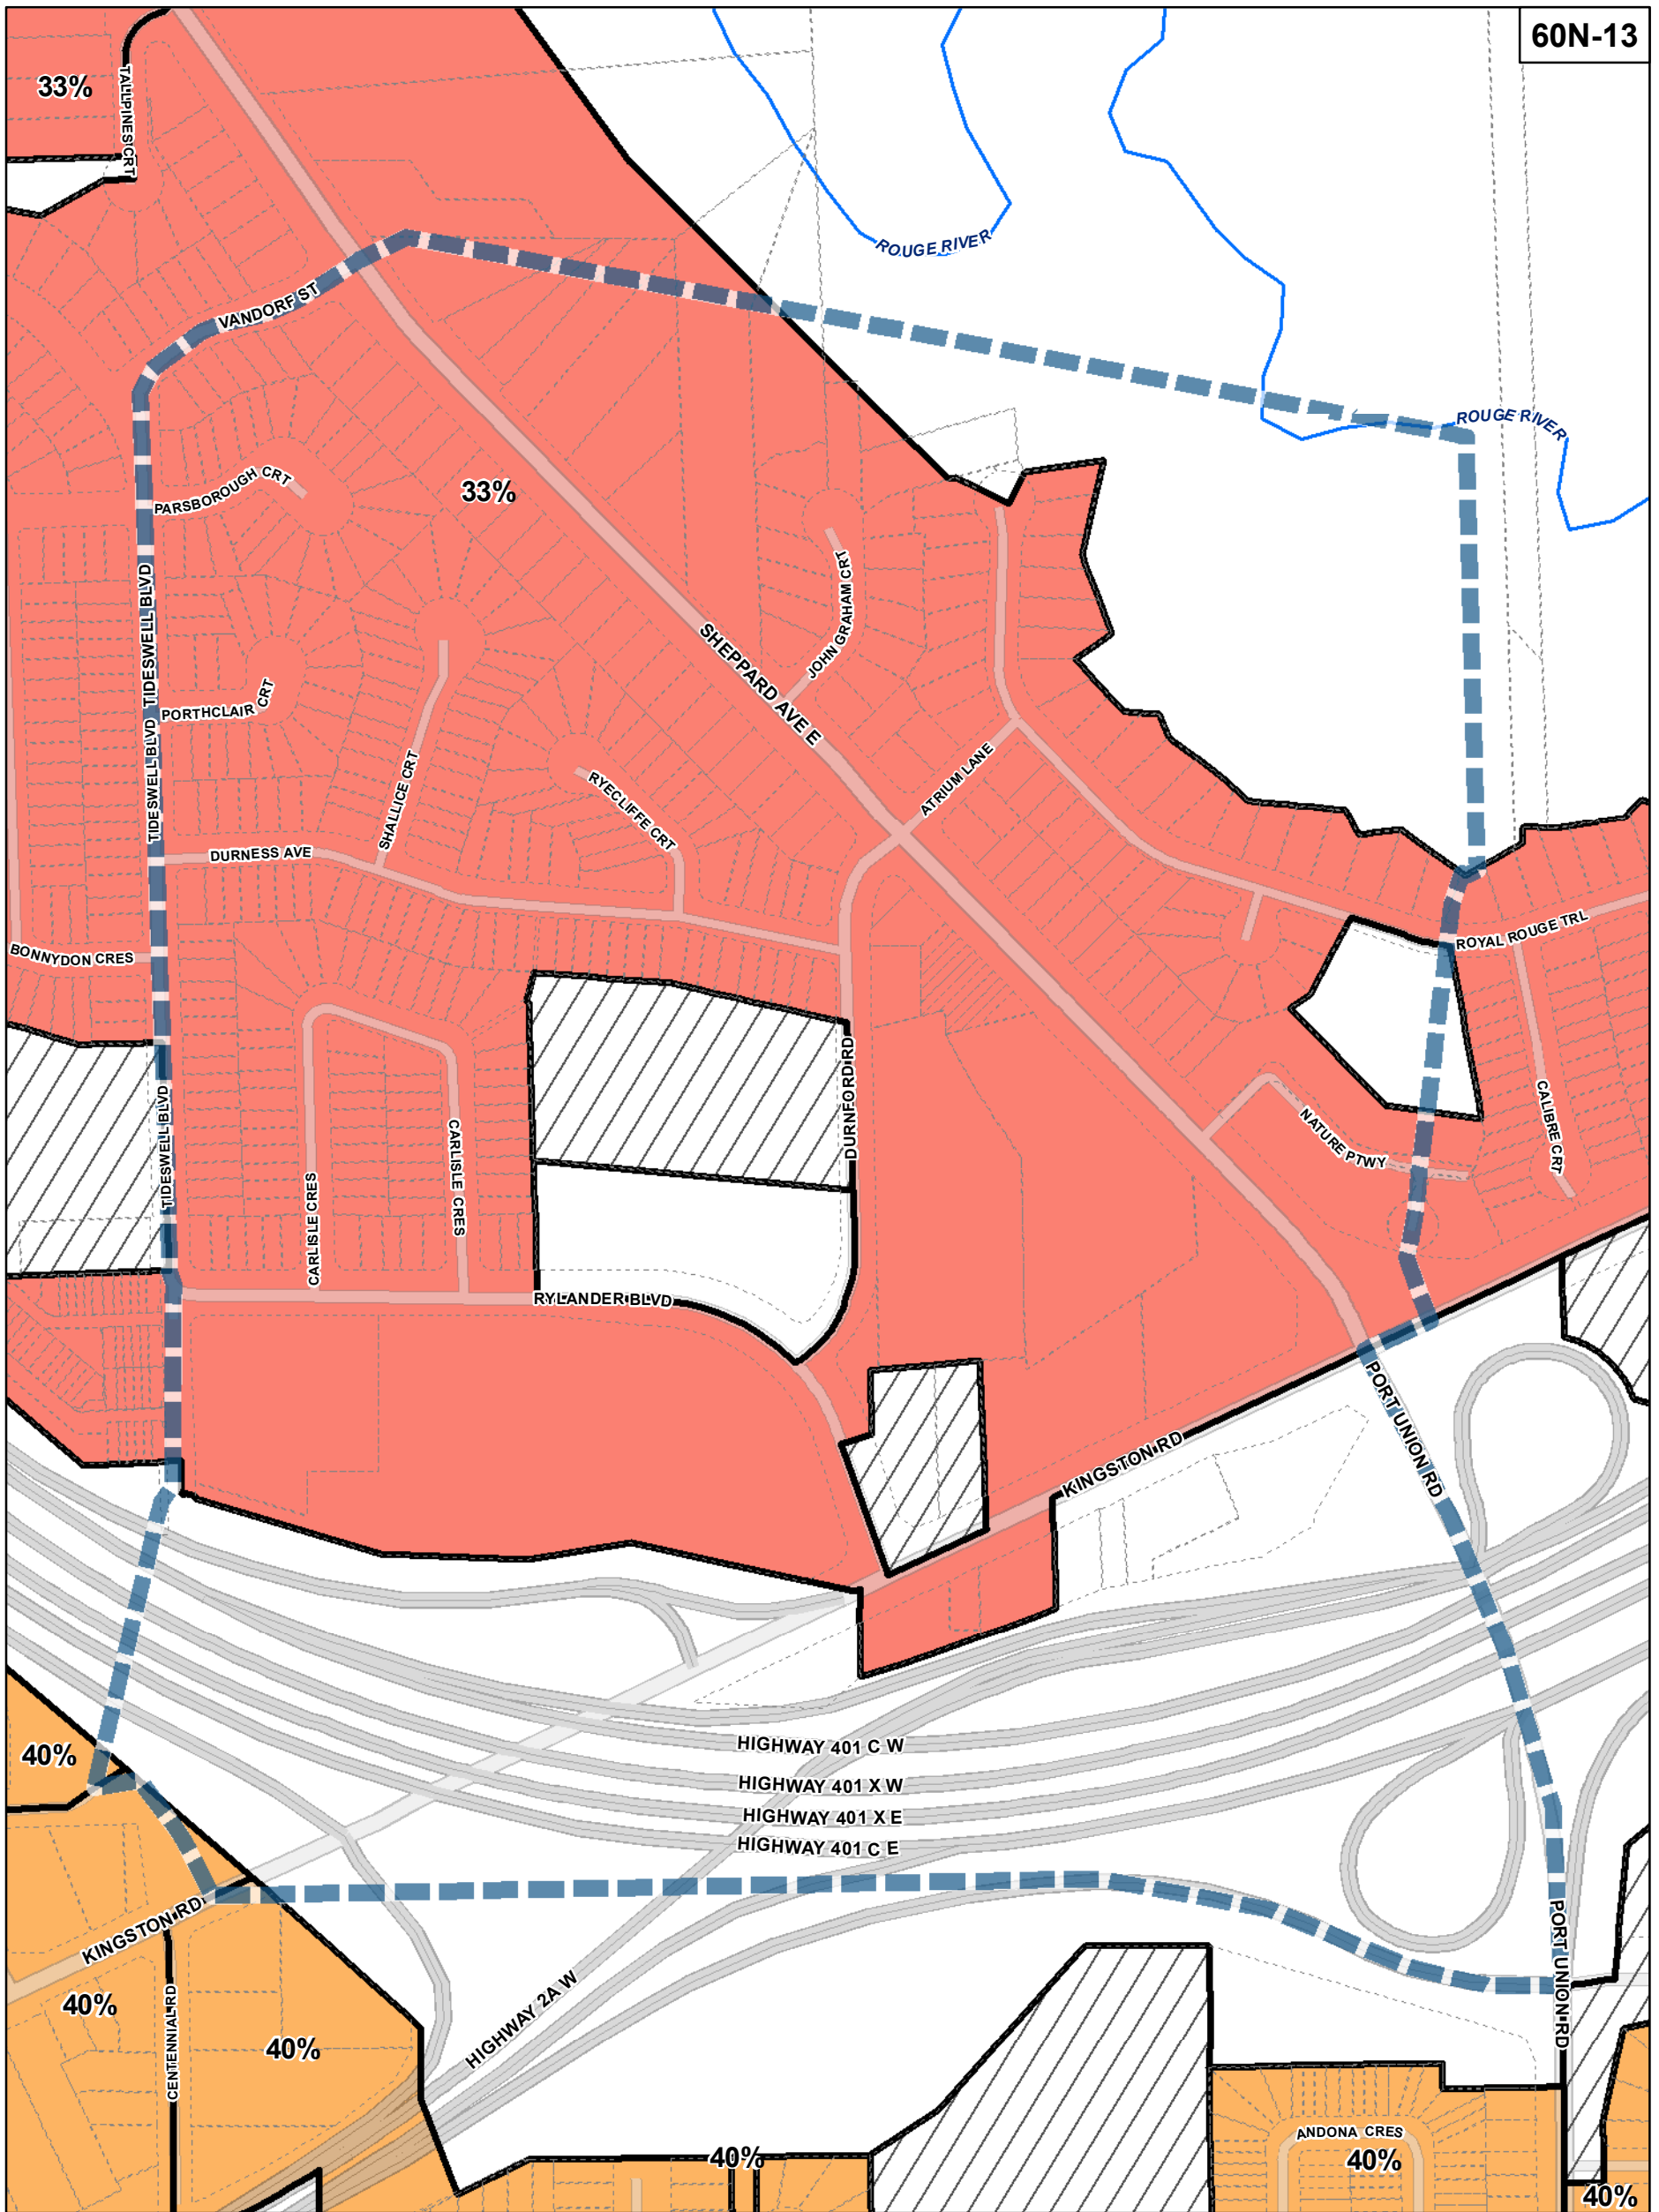 60N-13
33%
TALLPINES CRT
ROUGE RIVER
VANDORF ST
ROUGE RIVER
PARSBOROUGH CRT
33%
TIDESWELL BLVD
JOHN GRAHAM CRT
SHEPPARD AVE E
PORTHCLAIR CRT
TIDESWELL BLVD
SHALLICE CRT
RYECLIFFE CRT
ATRIUM LANE
DURNESS AVE
ROYAL ROUGE TRL
BONNYDON CRES
DURNFORD RD
TIDESWELL BLVD
CARLISLE CRES
CARLISLE CRES
NATURE PTWY
CALIBRE CRT
RYLANDER BLVD
PORT UNION RD
KINGSTON RD
HIGHWAY 401 C W
40%
HIGHWAY 401 X W
HIGHWAY 401 X E
HIGHWAY 401 C E
KINGSTON RD
PORT UNION RD
40%
CENTENNIAL RD
40%
HIGHWAY 2A W
ANDONA CRES
40%
40%
40%